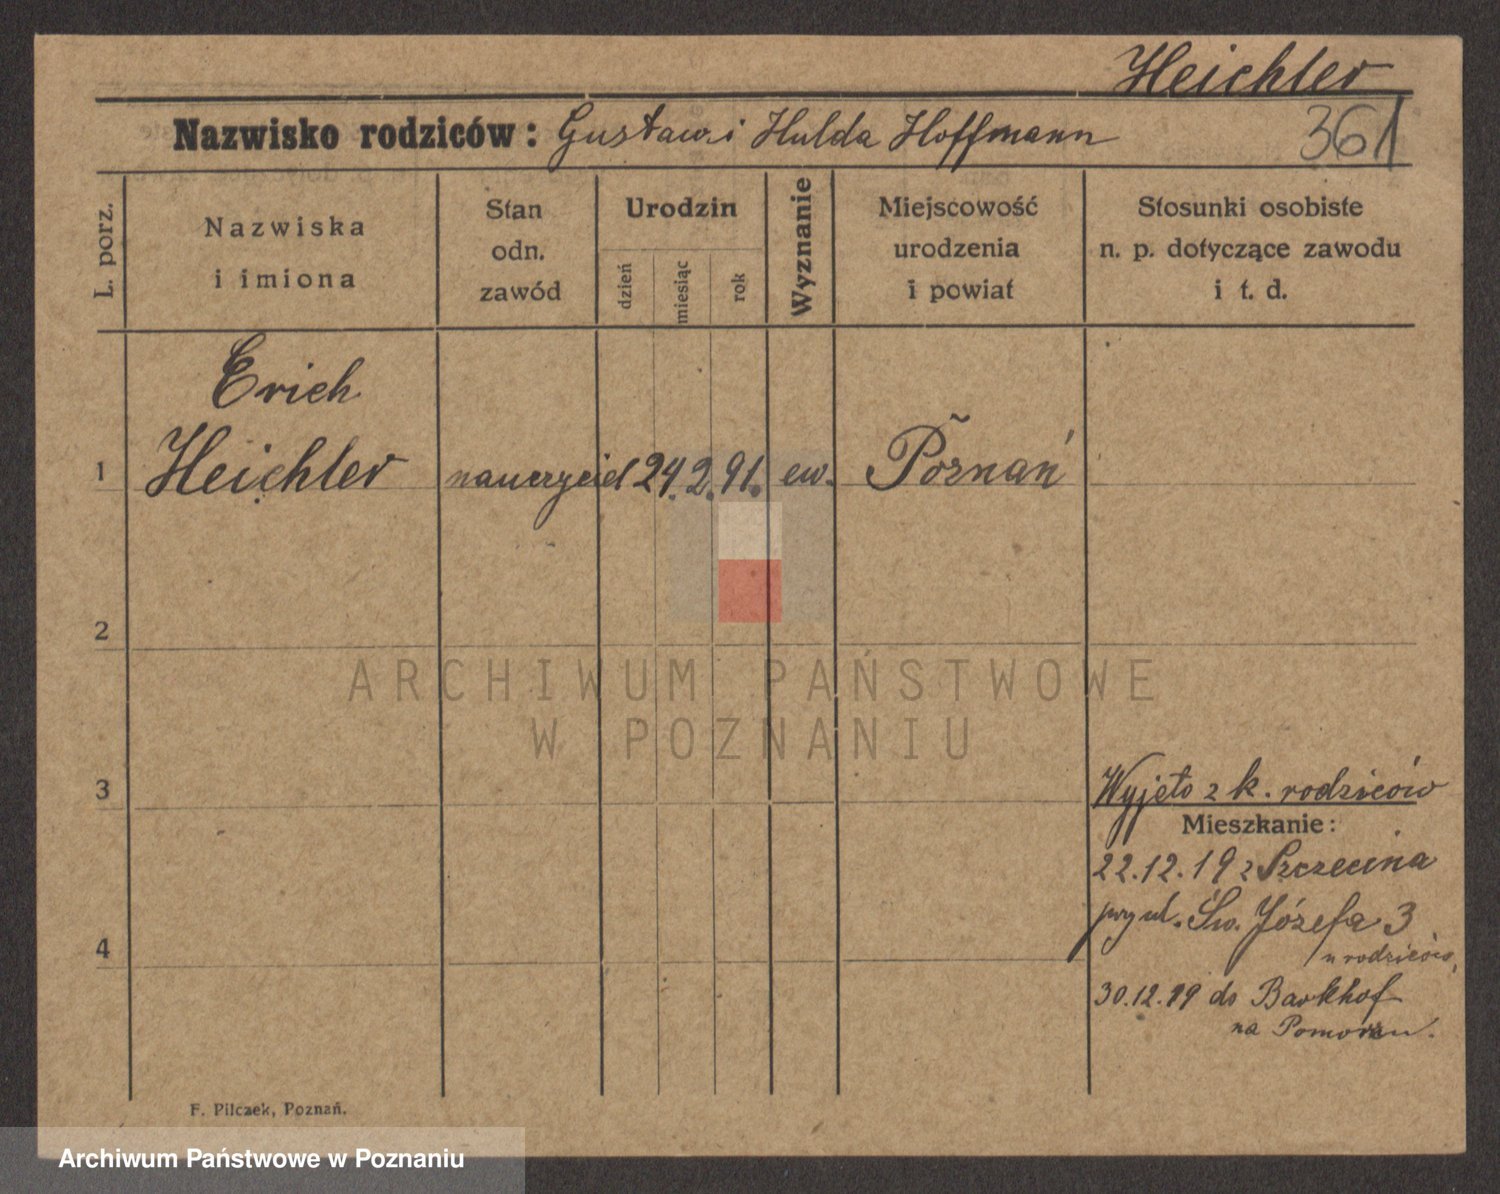 Heichler
Nazwisko rodziców: Gustaw i Hulda Hoffmann
361
L. porz.
Nazwiska
i imiona
Stan
odn.
zawód
Urodzin
dzień
miesiąc
rok
Wyznanie
Miejscowość
urodzenia
i powiat
Stosunki osobiste
n. p. dotyczące zawodu
i t. d.
Erich
1 Heichler nauczyciel 24. 2. 91. ew. Poznań
2
ARCHIWUM PAŃSTWOWE
W POZNANIU
3
Wyjęto z k. rodziców
Mieszkanie:
22.12.19 z Szczecina
przy ul. Św. Józefa 3
4
u rodziców,
30.12.19 do Barkhof
na Pomorzu.
F. Pilczek, Poznań.
Archiwum Państwowe w Poznaniu